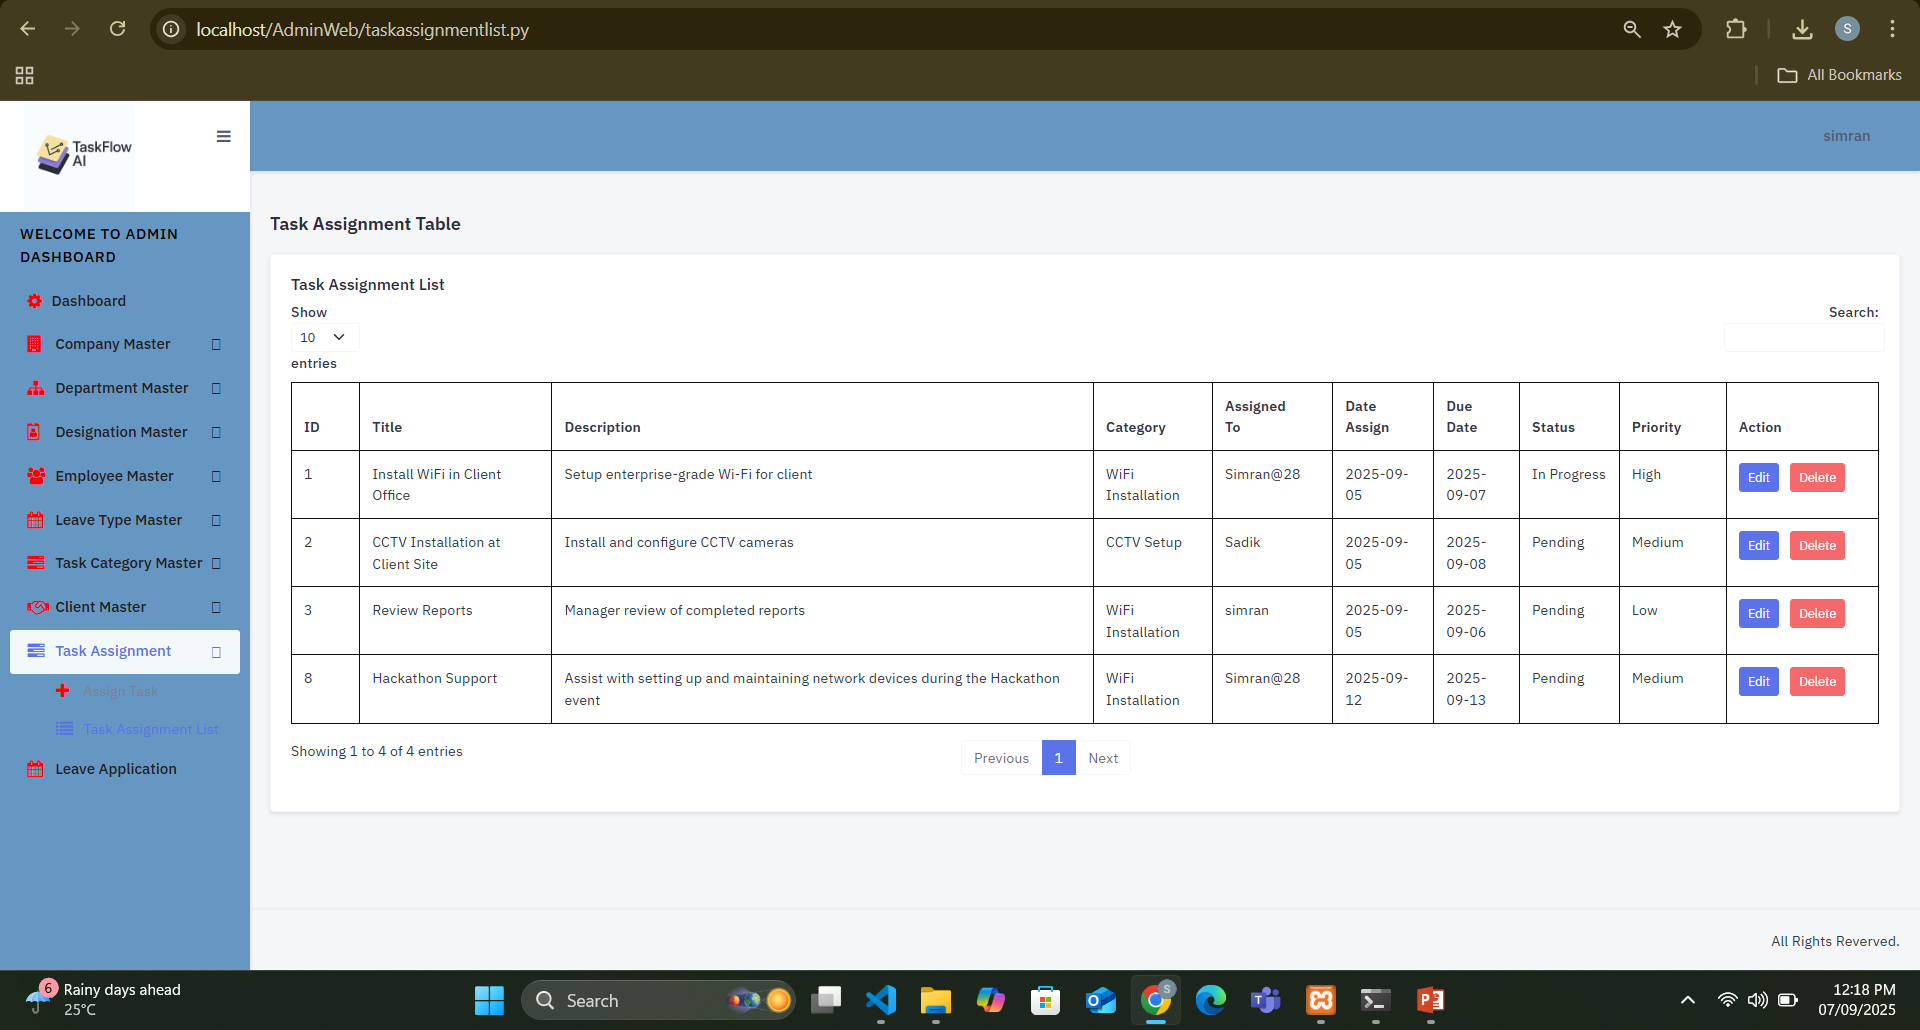 localhost/AdminWeb/taskassignmentlist.py
S
All Bookmarks
TaskFlow
AI
simran
WELCOME TO ADMIN
DASHBOARD
Dashboard
Company Master
Department Master
Designation Master
Employee Master
Leave Type Master
Task Category Master
Client Master
Task Assignment
Assign Task
Task Assignment List
Leave Application
Task Assignment Table
Task Assignment List
Show
10
entries
Search:
ID Title Description Category Assigned To Date Assign Due Date Status Priority Action
1 Install WiFi in Client Office Setup enterprise-grade Wi-Fi for client WiFi Installation Simran@28 2025-09-05 2025-09-07 In Progress High Edit Delete
2 CCTV Installation at Client Site Install and configure CCTV cameras CCTV Setup Sadik 2025-09-05 2025-09-08 Pending Medium Edit Delete
3 Review Reports Manager review of completed reports WiFi Installation simran 2025-09-05 2025-09-06 Pending Low Edit Delete
8 Hackathon Support Assist with setting up and maintaining network devices during the Hackathon event WiFi Installation Simran@28 2025-09-12 2025-09-13 Pending Medium Edit Delete
Showing 1 to 4 of 4 entries
Previous 1 Next
All Rights Reverved.
6
Rainy days ahead
25°C
Search
S
12:18 PM
07/09/2025